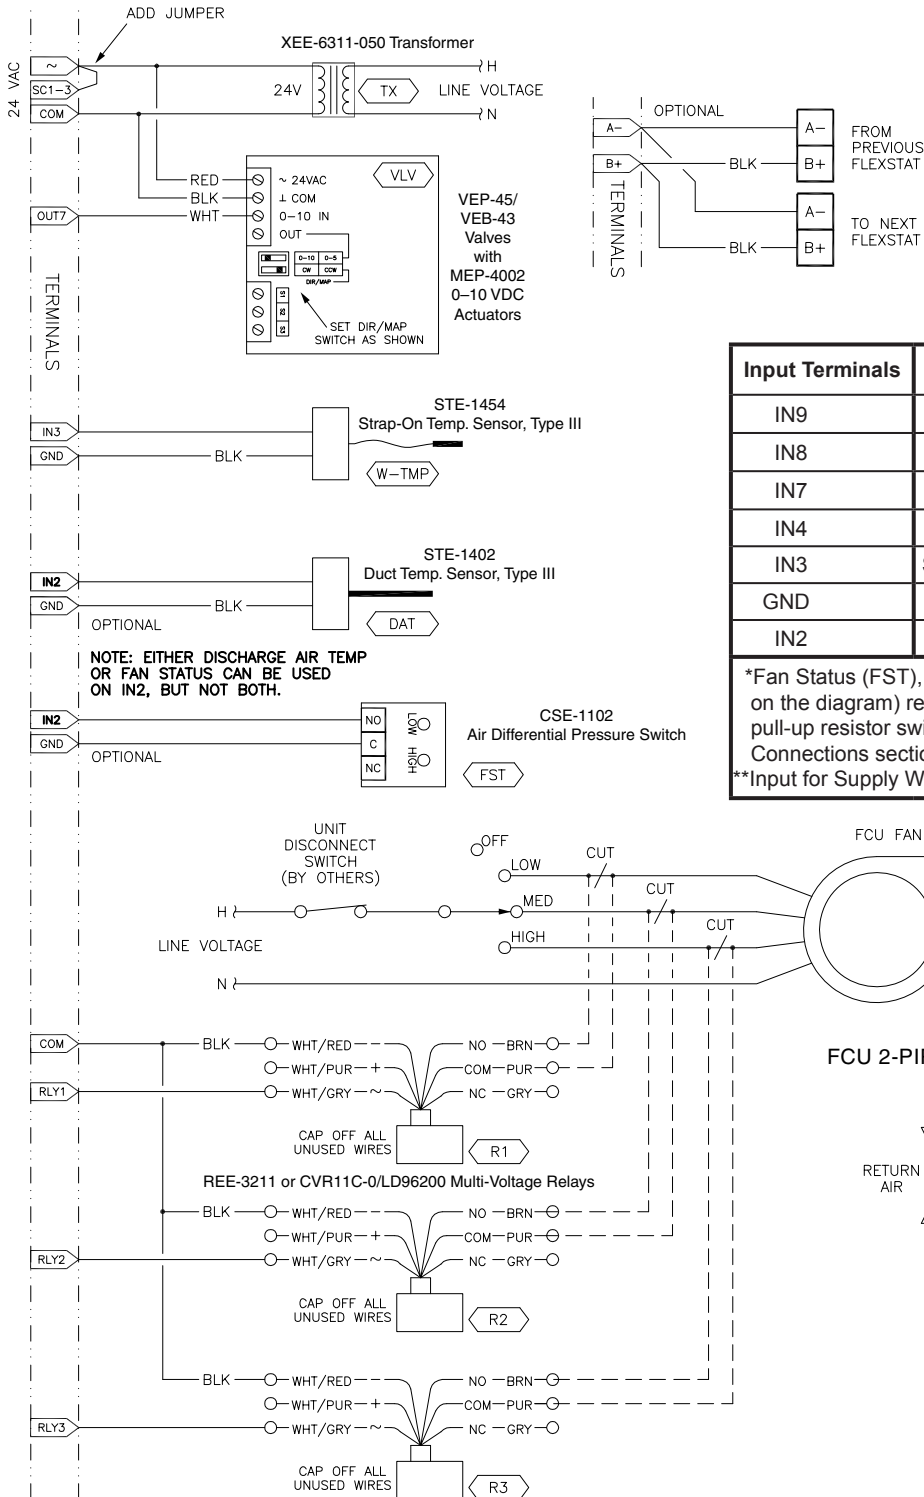 ADD JUMPER
XEE-6311-050 Transformer
24 VAC
~
SC1-3
COM
24V
TX
H
LINE VOLTAGE
N
RED
BLK
WHT
~ 24VAC
⊥ COM
0-10 IN
OUT
VLV
0-10
0-5
CW
CCW
DIR/MAP
S1
S2
S3
SET DIR/MAP
SWITCH AS SHOWN
VEP-45/
VEB-43
Valves
with
MEP-4002
0–10 VDC
Actuators
OUT7
TERMINALS
OPTIONAL
A-
B+
TERMINALS
BLK
A-
B+
FROM
PREVIOUS
FLEXSTAT
BLK
A-
B+
TO NEXT
FLEXSTAT
Input Terminals
IN9
IN8
IN7
IN4
IN3
GND
IN2
*Fan Status (FST),
on the diagram) re
pull-up resistor swi
Connections sectio
**Input for Supply W
IN3
GND
BLK
STE-1454
Strap-On Temp. Sensor, Type III
W-TMP
IN2
GND
BLK
OPTIONAL
STE-1402
Duct Temp. Sensor, Type III
DAT
NOTE: EITHER DISCHARGE AIR TEMP
OR FAN STATUS CAN BE USED
ON IN2, BUT NOT BOTH.
IN2
GND
OPTIONAL
NO
C
NC
LOW
HIGH
CSE-1102
Air Differential Pressure Switch
FST
UNIT
DISCONNECT
SWITCH
(BY OTHERS)
OFF
LOW
MED
HIGH
CUT
CUT
CUT
H
LINE VOLTAGE
N
FCU FAN
COM
BLK
WHT/RED -
WHT/PUR +
WHT/GRY ~
NO BRN
COM PUR
NC GRY
RLY1
CAP OFF ALL
UNUSED WIRES
R1
FCU 2-PI
RETURN
AIR
REE-3211 or CVR11C-0/LD96200 Multi-Voltage Relays
BLK
WHT/RED -
WHT/PUR +
WHT/GRY ~
NO BRN
COM PUR
NC GRY
RLY2
CAP OFF ALL
UNUSED WIRES
R2
BLK
WHT/RED -
WHT/PUR +
WHT/GRY ~
NO BRN
COM PUR
NC GRY
RLY3
CAP OFF ALL
UNUSED WIRES
R3